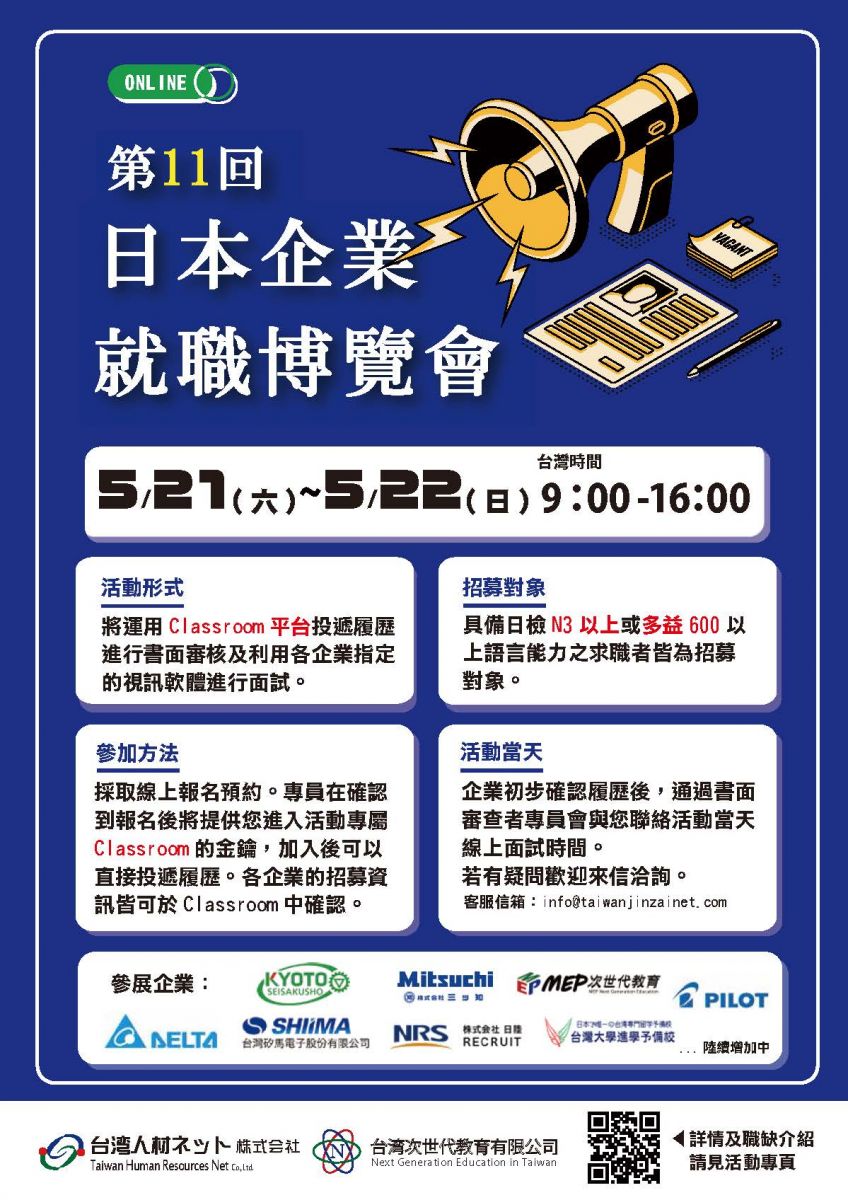 ONLINE
第11回
日本企業
就職博覽會
VACANT
台灣時間
5/21(六)~5/22(日) 9:00-16:00
活動形式
將運用 Classroom 平台投遞履歷
進行書面審核及利用各企業指定
的視訊軟體進行面試。
招募對象
具備日檢 N3 以上或多益 600 以
上語言能力之求職者皆為招募
對象。
參加方法
採取線上報名預約。專員在確認
到報名後將提供您進入活動專屬
Classroom 的金鑰,加入後可以
直接投遞履歷。各企業的招募資
訊皆可於 Classroom 中確認。
活動當天
企業初步確認履歷後,通過書面
審查者專員會與您聯絡活動當天
線上面試時間。
若有疑問歡迎來信洽詢。
客服信箱:info@taiwanjinzainet.com
參展企業:
KYOTO
SEISAKUSHO
Mitsuchi
株式会社 三ツ知
MEP次世代教育
MEP Next Generation Education
PILOT
DELTA
SHIMA
台灣矽馬電子股份有限公司
NRS
株式会社 日陸
RECRUIT
台灣大學進學予備校
... 陸續增加中
台湾人材ネット 株式会社
Taiwan Human Resources Net Co.,Ltd.
N
台湾次世代教育有限公司
Next Generation Education in Taiwan
◀詳情及職缺介紹
請見活動專頁